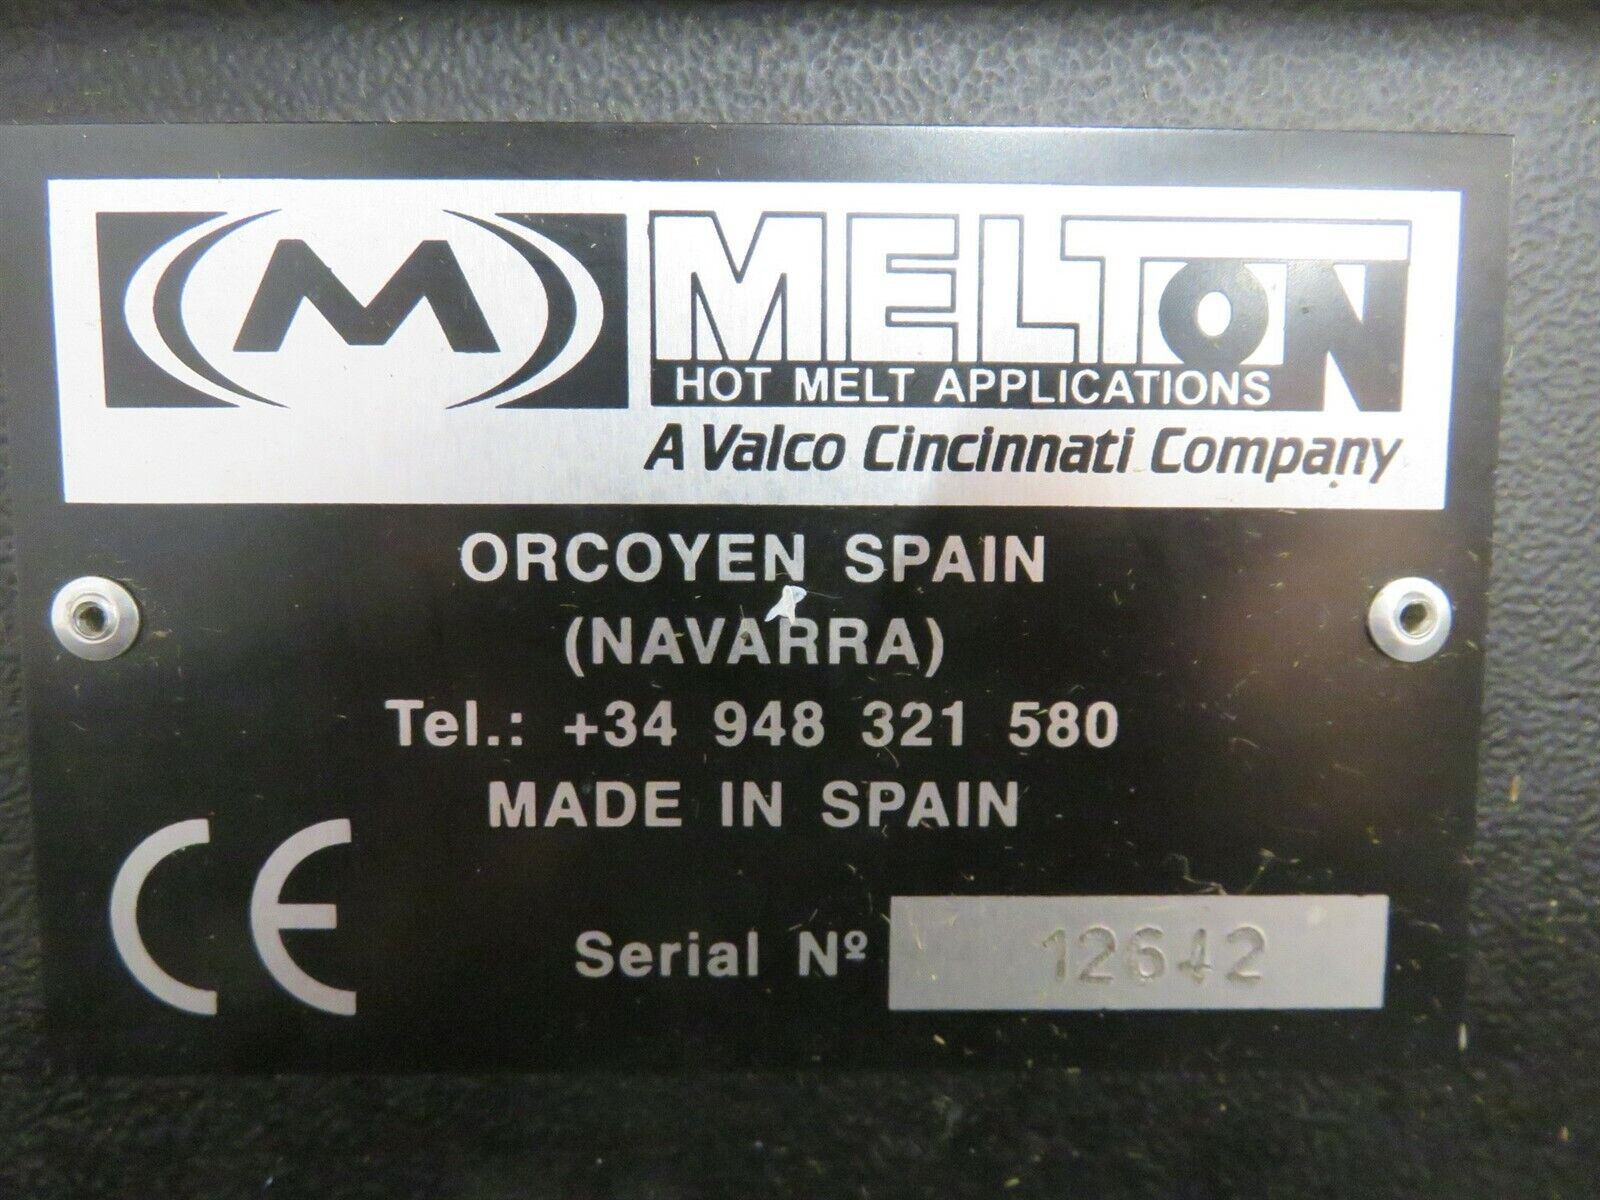 M
MELTON
HOT MELT APPLICATIONS
A Valco Cincinnati Company
ORCOYEN SPAIN
(NAVARRA)
Tel.: +34 948 321 580
MADE IN SPAIN
CE
Serial Nº 12642